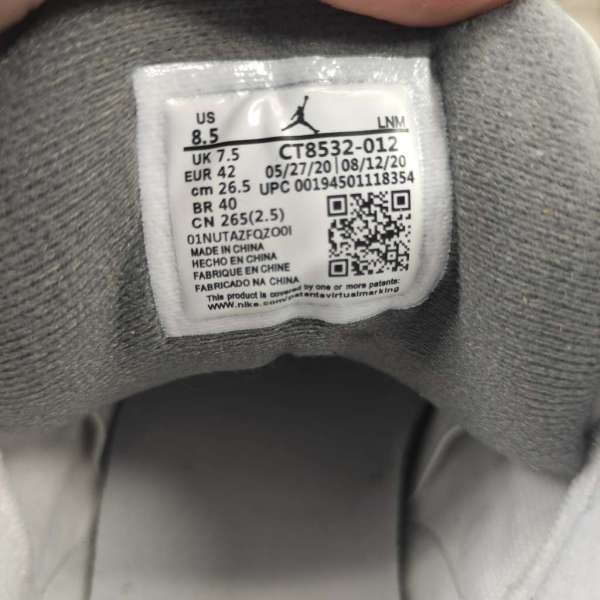 US
8.5
LNM
UK 7.5
CT8532-012
EUR 42
05/27/20 08/12/20
cm 26.5
UPC 00194501118354
BR 40
CN 265(2.5)
01NUTAZFQZO0I
MADE IN CHINA
HECHO EN CHINA
FABRIQUE EN CHINE
FABRICADO NA CHINA
This product is covered by one or more patents:
www.nike.com/patentsvirtualmarking